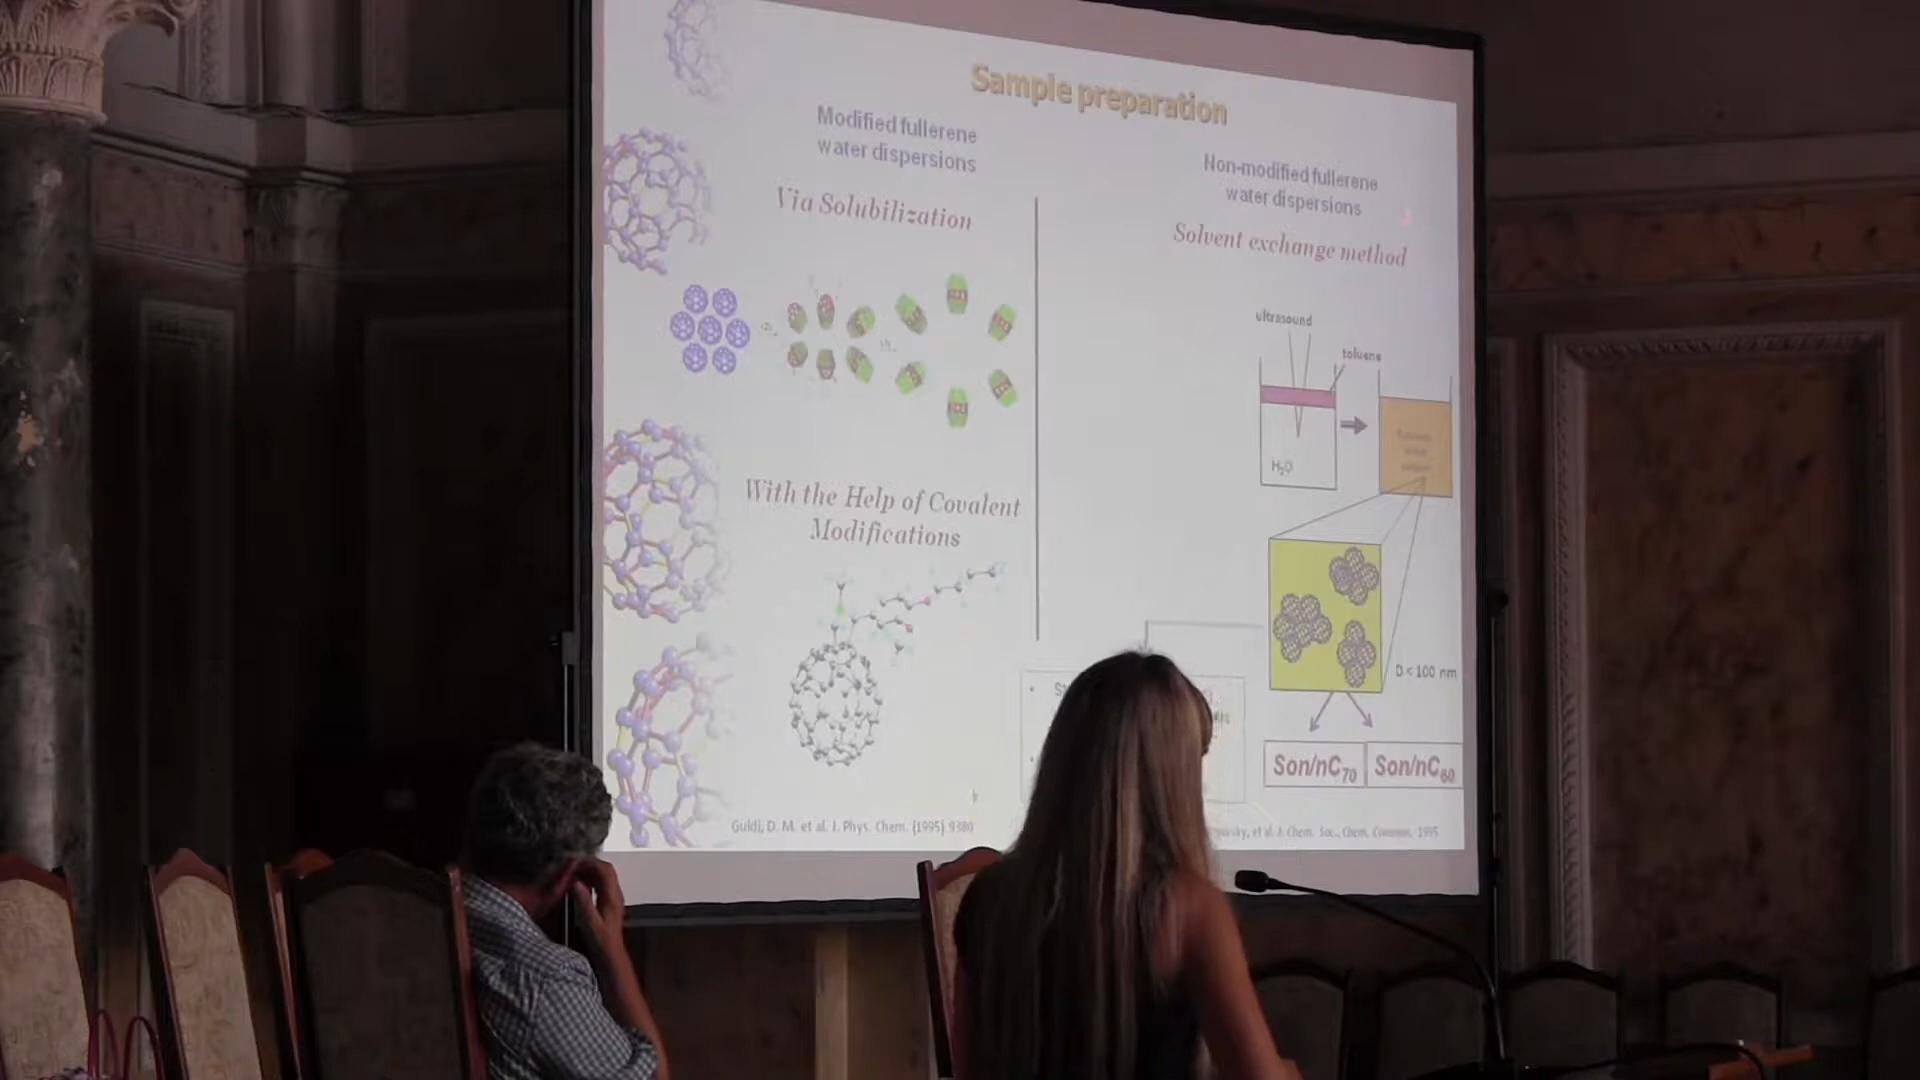 Sample preparation
Modified fullerene
water dispersions
Via Solubilization
With the Help of Covalent
Modifications
Guldi, D. M. et al. J. Phys. Chem. (1995) 9380
Non-modified fullerene
water dispersions
Solvent exchange method
ultrasound
toluene
H₂O
D < 100 nm
Son/nC₇₀
Son/nC₆₀
et al. J. Chem. Soc., Chem. Commun. 1995